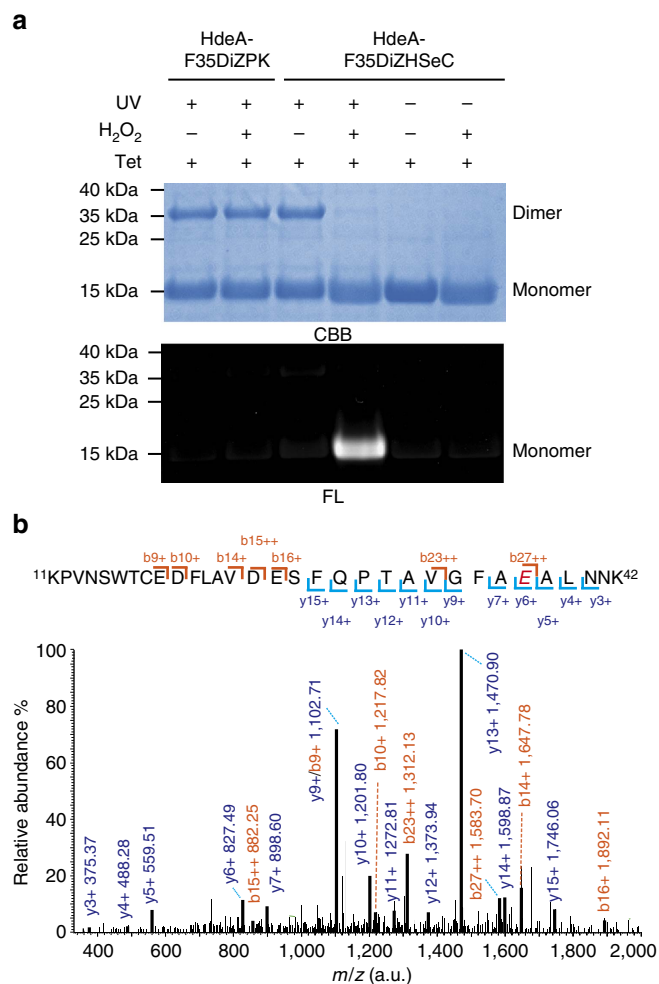 a
HdeA-
F35DiZPK
HdeA-
F35DiZHSeC
UV + + + + – –
H₂O₂ – + – + – +
Tet + + + + + +
40 kDa
35 kDa
25 kDa
15 kDa
Dimer
Monomer
CBB
40 kDa
35 kDa
25 kDa
15 kDa
Monomer
FL
b
b9+ b10+ b14+ b15++ b16+ b23++ b27++
¹¹KPVNSWTCEDFLAVDESFQPTAVGFAEALNNK⁴²
y15+ y13+ y11+ y9+ y7+ y6+ y4+ y3+
y14+ y12+ y10+ y5+
Relative abundance %
100
80
60
40
20
0
y3+ 375.37
y4+ 488.28
y5+ 559.51
y6+ 827.49
b15++ 882.25
y7+ 898.60
y9+/b9+ 1,102.71
y10+ 1,201.80
b10+ 1,217.82
y11+ 1272.81
b23++ 1,312.13
y12+ 1,373.94
y13+ 1,470.90
b27++ 1,583.70
y14+ 1,598.87
b14+ 1,647.78
y15+ 1,746.06
b16+ 1,892.11
400 600 800 1,000 1,200 1,400 1,600 1,800 2,000
m/z (a.u.)